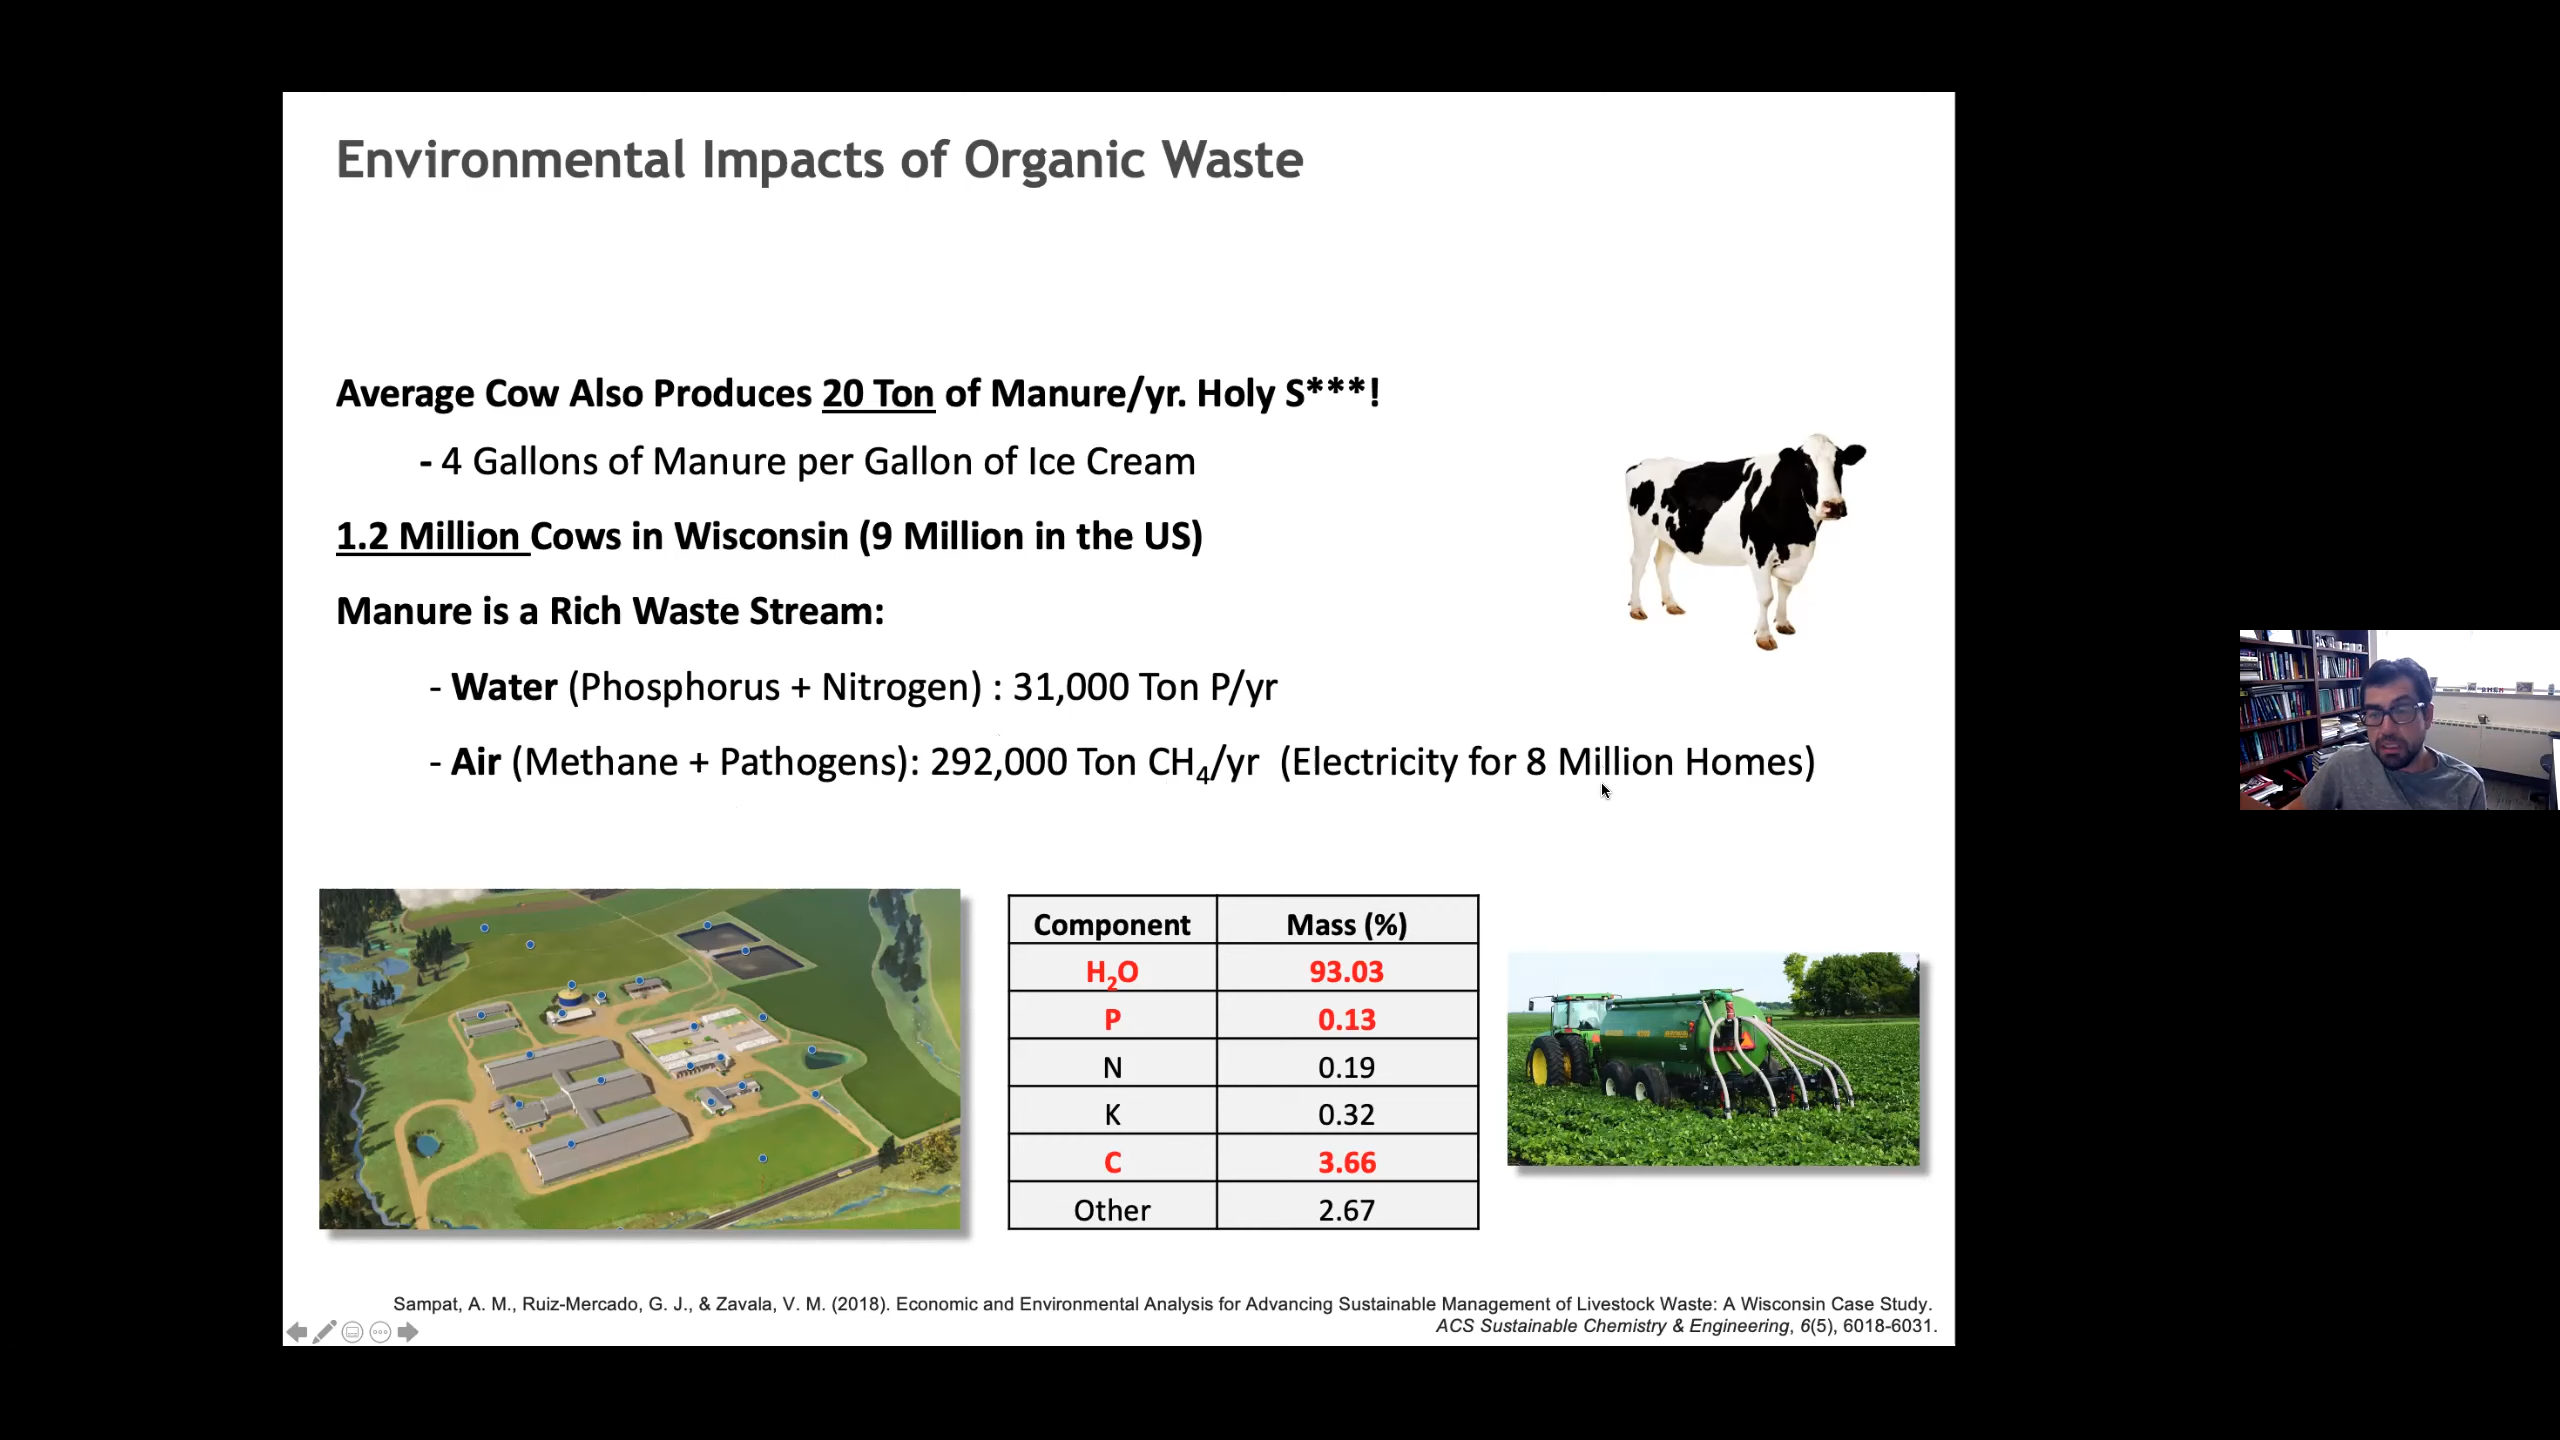 Environmental Impacts of Organic Waste
Average Cow Also Produces 20 Ton of Manure/yr. Holy S***!
- 4 Gallons of Manure per Gallon of Ice Cream
1.2 Million Cows in Wisconsin (9 Million in the US)
Manure is a Rich Waste Stream:
- Water (Phosphorus + Nitrogen) : 31,000 Ton P/yr
- Air (Methane + Pathogens): 292,000 Ton CH₄/yr (Electricity for 8 Million Homes)
Component Mass (%)
H₂O 93.03
P 0.13
N 0.19
K 0.32
C 3.66
Other 2.67
Sampat, A. M., Ruiz-Mercado, G. J., & Zavala, V. M. (2018). Economic and Environmental Analysis for Advancing Sustainable Management of Livestock Waste: A Wisconsin Case Study.
ACS Sustainable Chemistry & Engineering, 6(5), 6018-6031.